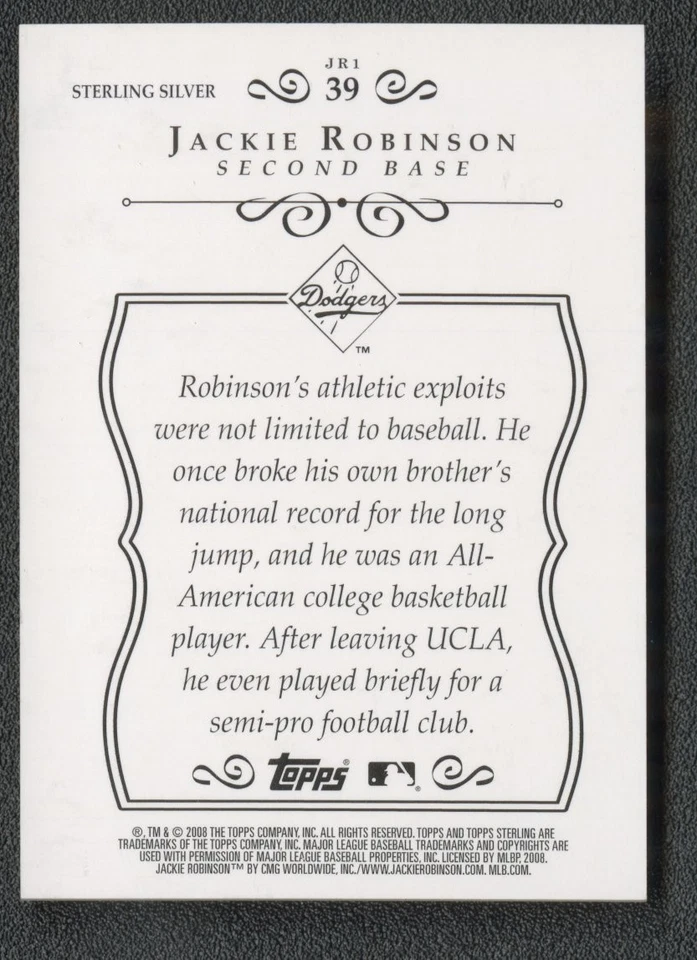 JR1
STERLING SILVER 39
JACKIE ROBINSON
SECOND BASE
Dodgers
TM
Robinson's athletic exploits
were not limited to baseball. He
once broke his own brother's
national record for the long
jump, and he was an All-
American college basketball
player. After leaving UCLA,
he even played briefly for a
semi-pro football club.
topps®
®
®, TM & © 2008 THE TOPPS COMPANY, INC. ALL RIGHTS RESERVED. TOPPS AND TOPPS STERLING ARE
TRADEMARKS OF THE TOPPS COMPANY, INC. MAJOR LEAGUE BASEBALL TRADEMARKS AND COPYRIGHTS ARE
USED WITH PERMISSION OF MAJOR LEAGUE BASEBALL PROPERTIES, INC. LICENSED BY MLBP, 2008.
JACKIE ROBINSON™ BY CMG WORLDWIDE, INC./WWW.JACKIEROBINSON.COM. MLB.COM.